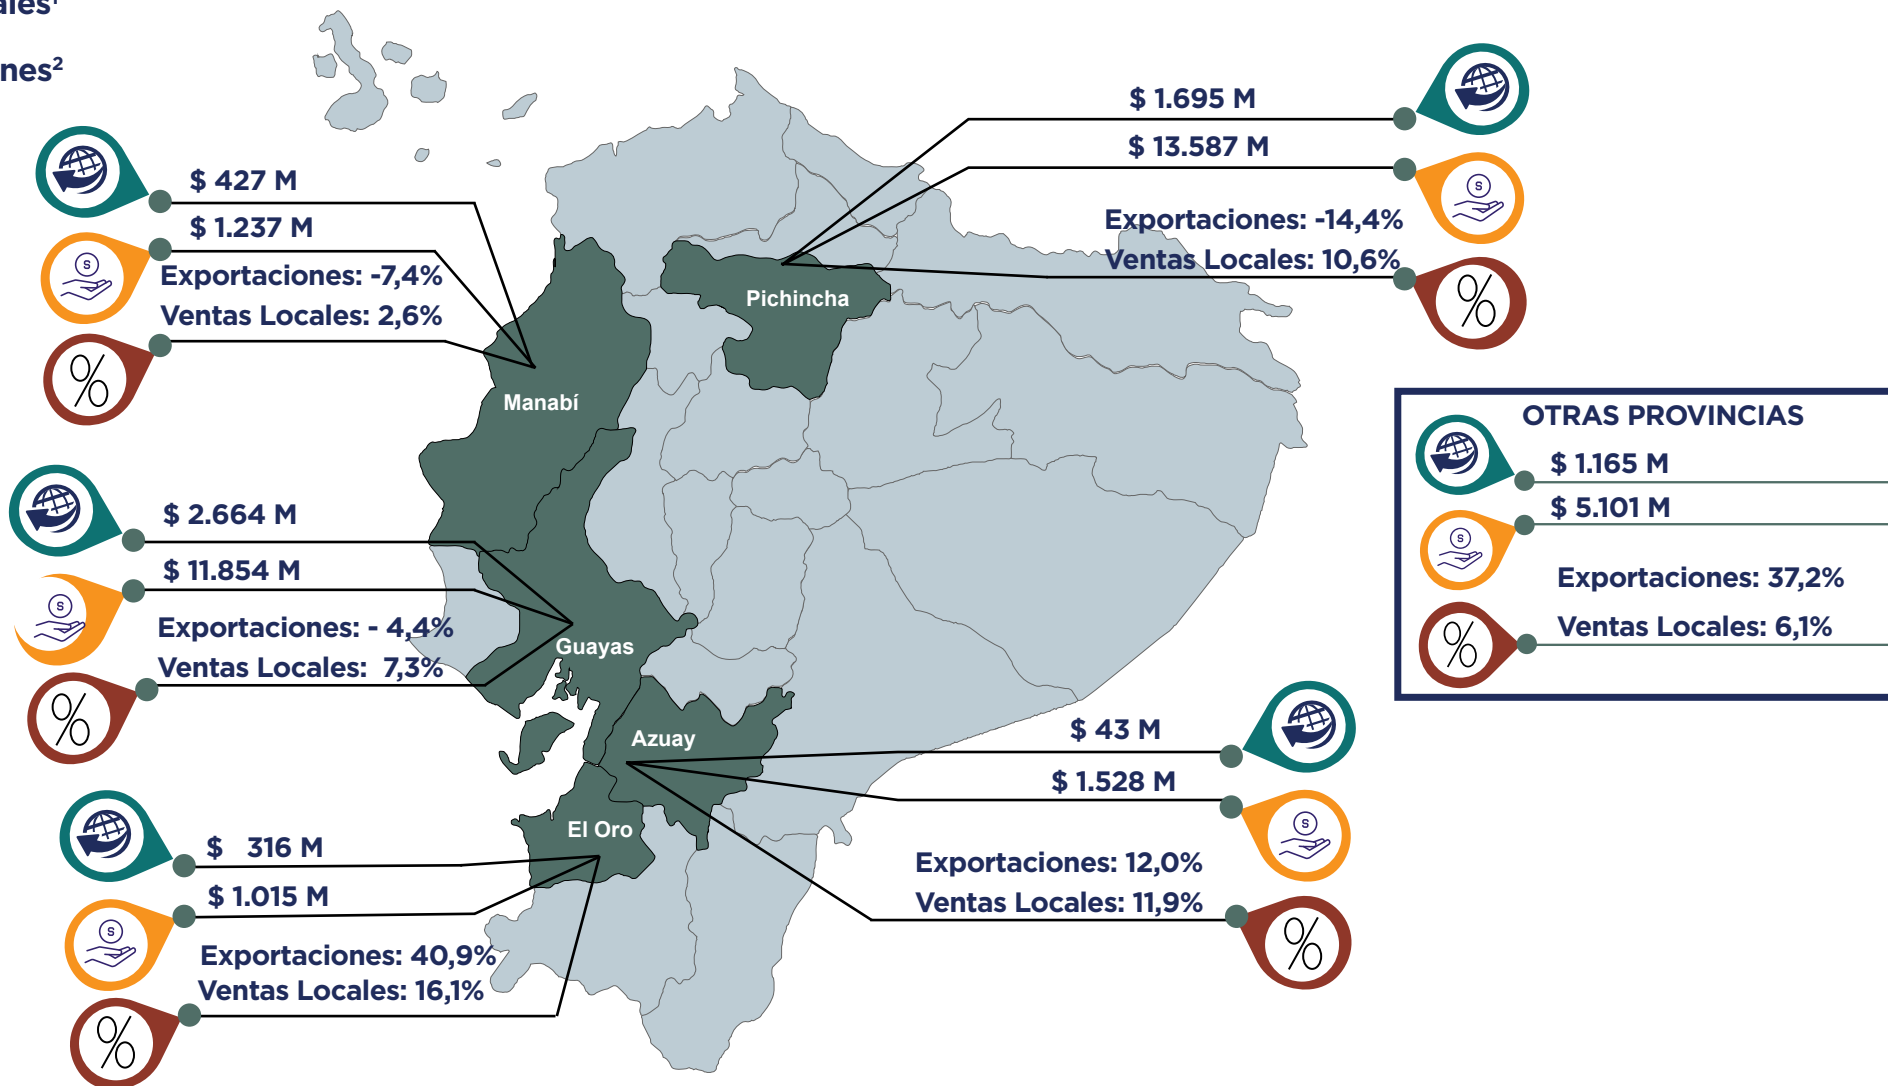 ales¹
nes²
$ 427 M
$ 1.237 M
Exportaciones: -7,4%
Ventas Locales: 2,6%
%
Manabí
$ 1.695 M
$ 13.587 M
Exportaciones: -14,4%
Ventas Locales: 10,6%
%
Pichincha
OTRAS PROVINCIAS
$ 1.165 M
$ 5.101 M
Exportaciones: 37,2%
Ventas Locales: 6,1%
%
$ 2.664 M
$ 11.854 M
Exportaciones: - 4,4%
Ventas Locales: 7,3%
%
Guayas
$ 43 M
$ 1.528 M
Exportaciones: 12,0%
Ventas Locales: 11,9%
%
Azuay
$ 316 M
$ 1.015 M
Exportaciones: 40,9%
Ventas Locales: 16,1%
%
El Oro